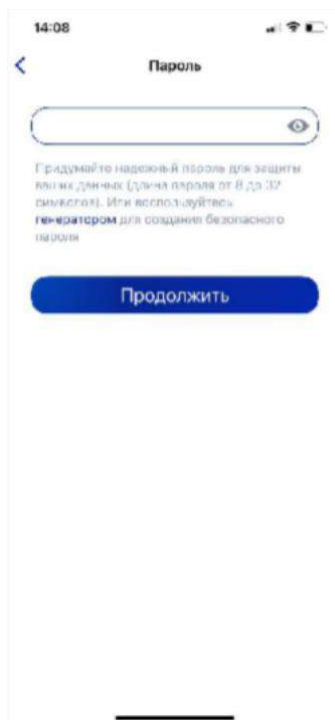 14:08
Пароль
Придумайте надежный пароль для защиты
ваших данных (длина пароля от 8 до 32
символов). Или воспользуйтесь
генератором для создания безопасного
пароля
Продолжить